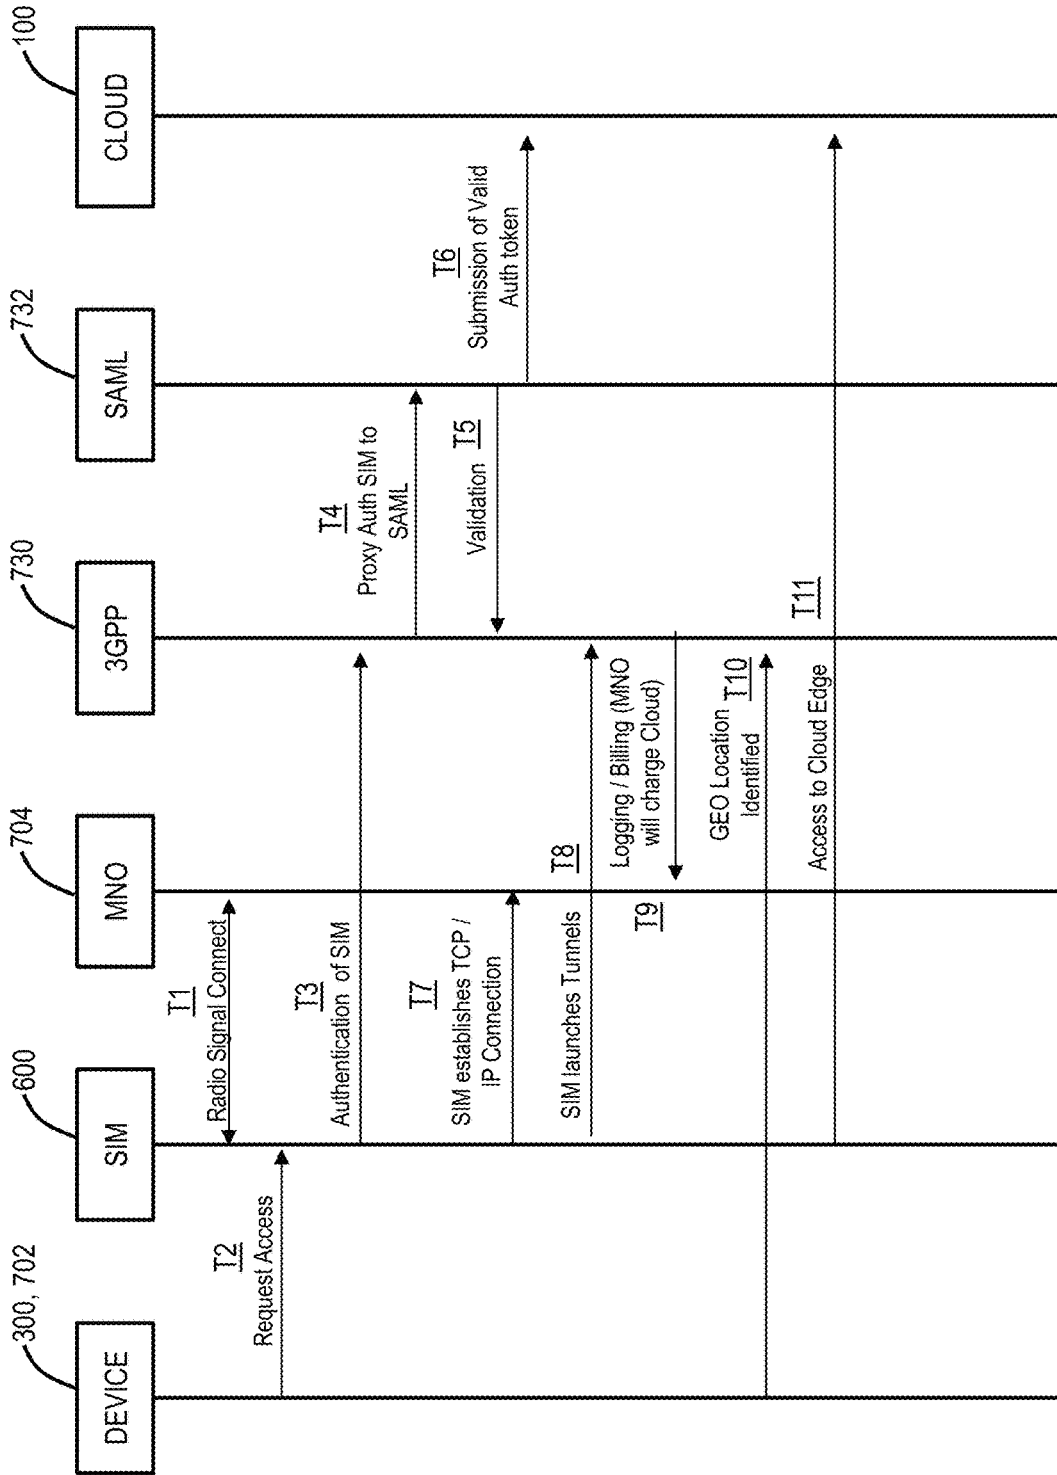 300, 702
DEVICE
600
SIM
704
MNO
730
3GPP
732
SAML
100
CLOUD
T1
Radio Signal Connect
T2
Request Access
T3
Authentication of SIM
T4
Proxy Auth SIM to
SAML
T5
Validation
T6
Submission of Valid
Auth token
T7
SIM establishes TCP /
IP Connection
T8
SIM launches Tunnels
T9
Logging / Billing (MNO
will charge Cloud)
T10
GEO Location
Identified
T11
Access to Cloud Edge